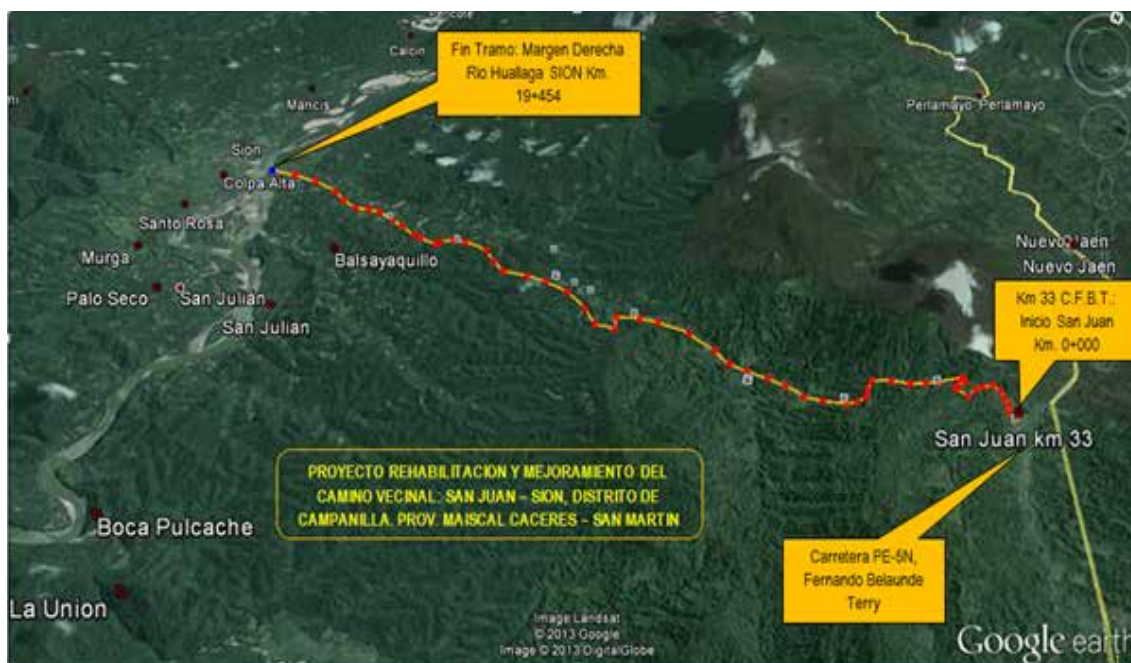 Calcin
Fin Tramo: Margen Derecha
Rio Huallaga SION Km.
19+454
Mancis
Perlamayo Perlamayo
Sion
Colpa Alta
Santo Rosa
Murga
Balsayaquillo
Nuevo Jaen
Nuevo Jaen
Palo Seco
San Julián
San Julian
Km 33 C.F.B.T.:
Inicio San Juan
Km. 0+000
San Juan km 33
PROYECTO REHABILITACION Y MEJORAMIENTO DEL
CAMINO VECINAL: SAN JUAN – SION, DISTRITO DE
CAMPANILLA. PROV. MAISCAL CACERES – SAN MARTIN
Boca Pulcache
Carretera PE-5N,
Fernando Belaunde
Terry
La Union
Image Landsat
© 2013 Google
Image © 2013 DigitalGlobe
Google earth